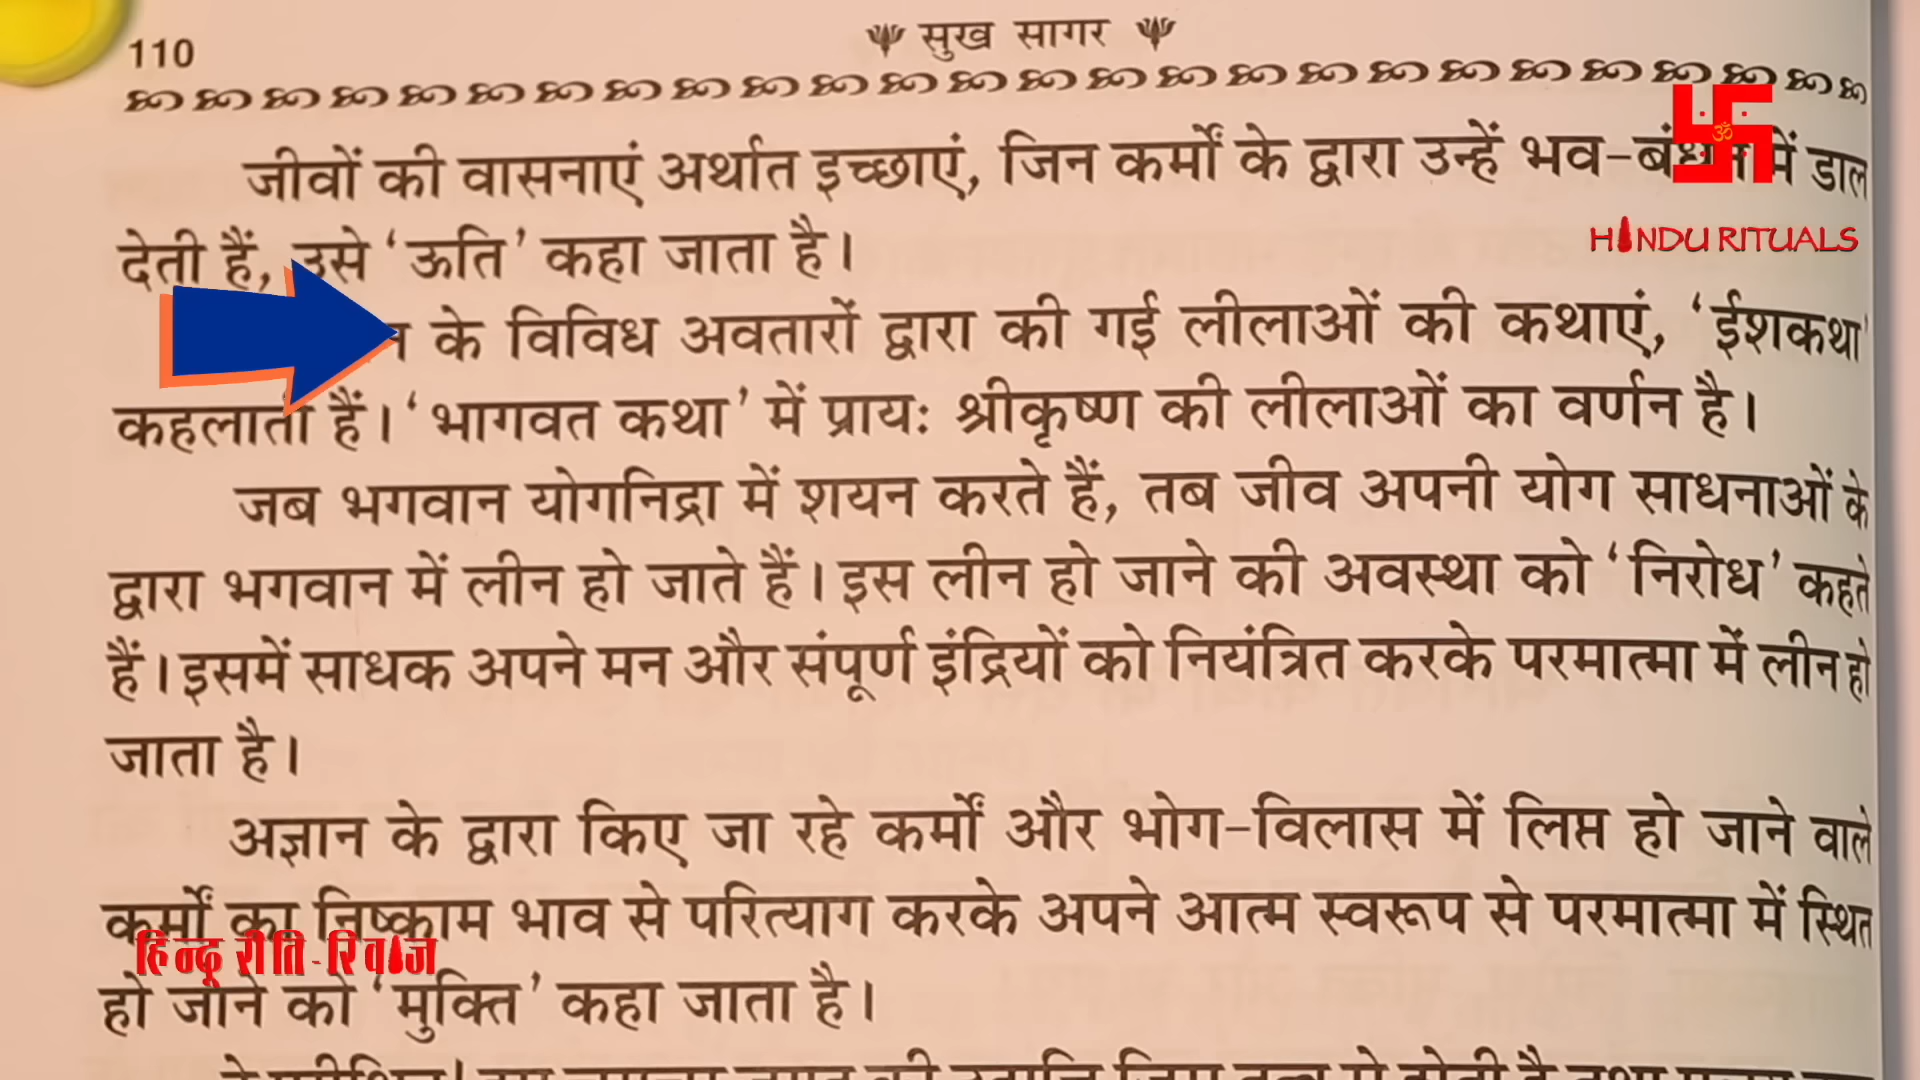 110
सुख सागर
जीवों की वासनाएं अर्थात इच्छाएं, जिन कर्मों के द्वारा उन्हें भव-बंधन में डाल
HINDU RITUALS
देती हैं, उसे 'ऊति' कहा जाता है।
के विविध अवतारों द्वारा की गई लीलाओं की कथाएं, 'ईशकथा'
कहलाती हैं। 'भागवत कथा' में प्रायः श्रीकृष्ण की लीलाओं का वर्णन है।
जब भगवान योगनिद्रा में शयन करते हैं, तब जीव अपनी योग साधनाओं के
द्वारा भगवान में लीन हो जाते हैं। इस लीन हो जाने की अवस्था को 'निरोध' कहते
हैं। इसमें साधक अपने मन और संपूर्ण इंद्रियों को नियंत्रित करके परमात्मा में लीन हो
जाता है।
अज्ञान के द्वारा किए जा रहे कर्मों और भोग-विलास में लिप्त हो जाने वाले
कर्मों का निष्काम भाव से परित्याग करके अपने आत्म स्वरूप से परमात्मा में स्थित
हिन्दू रीति-रिवाज
हो जाने को 'मुक्ति' कहा जाता है।